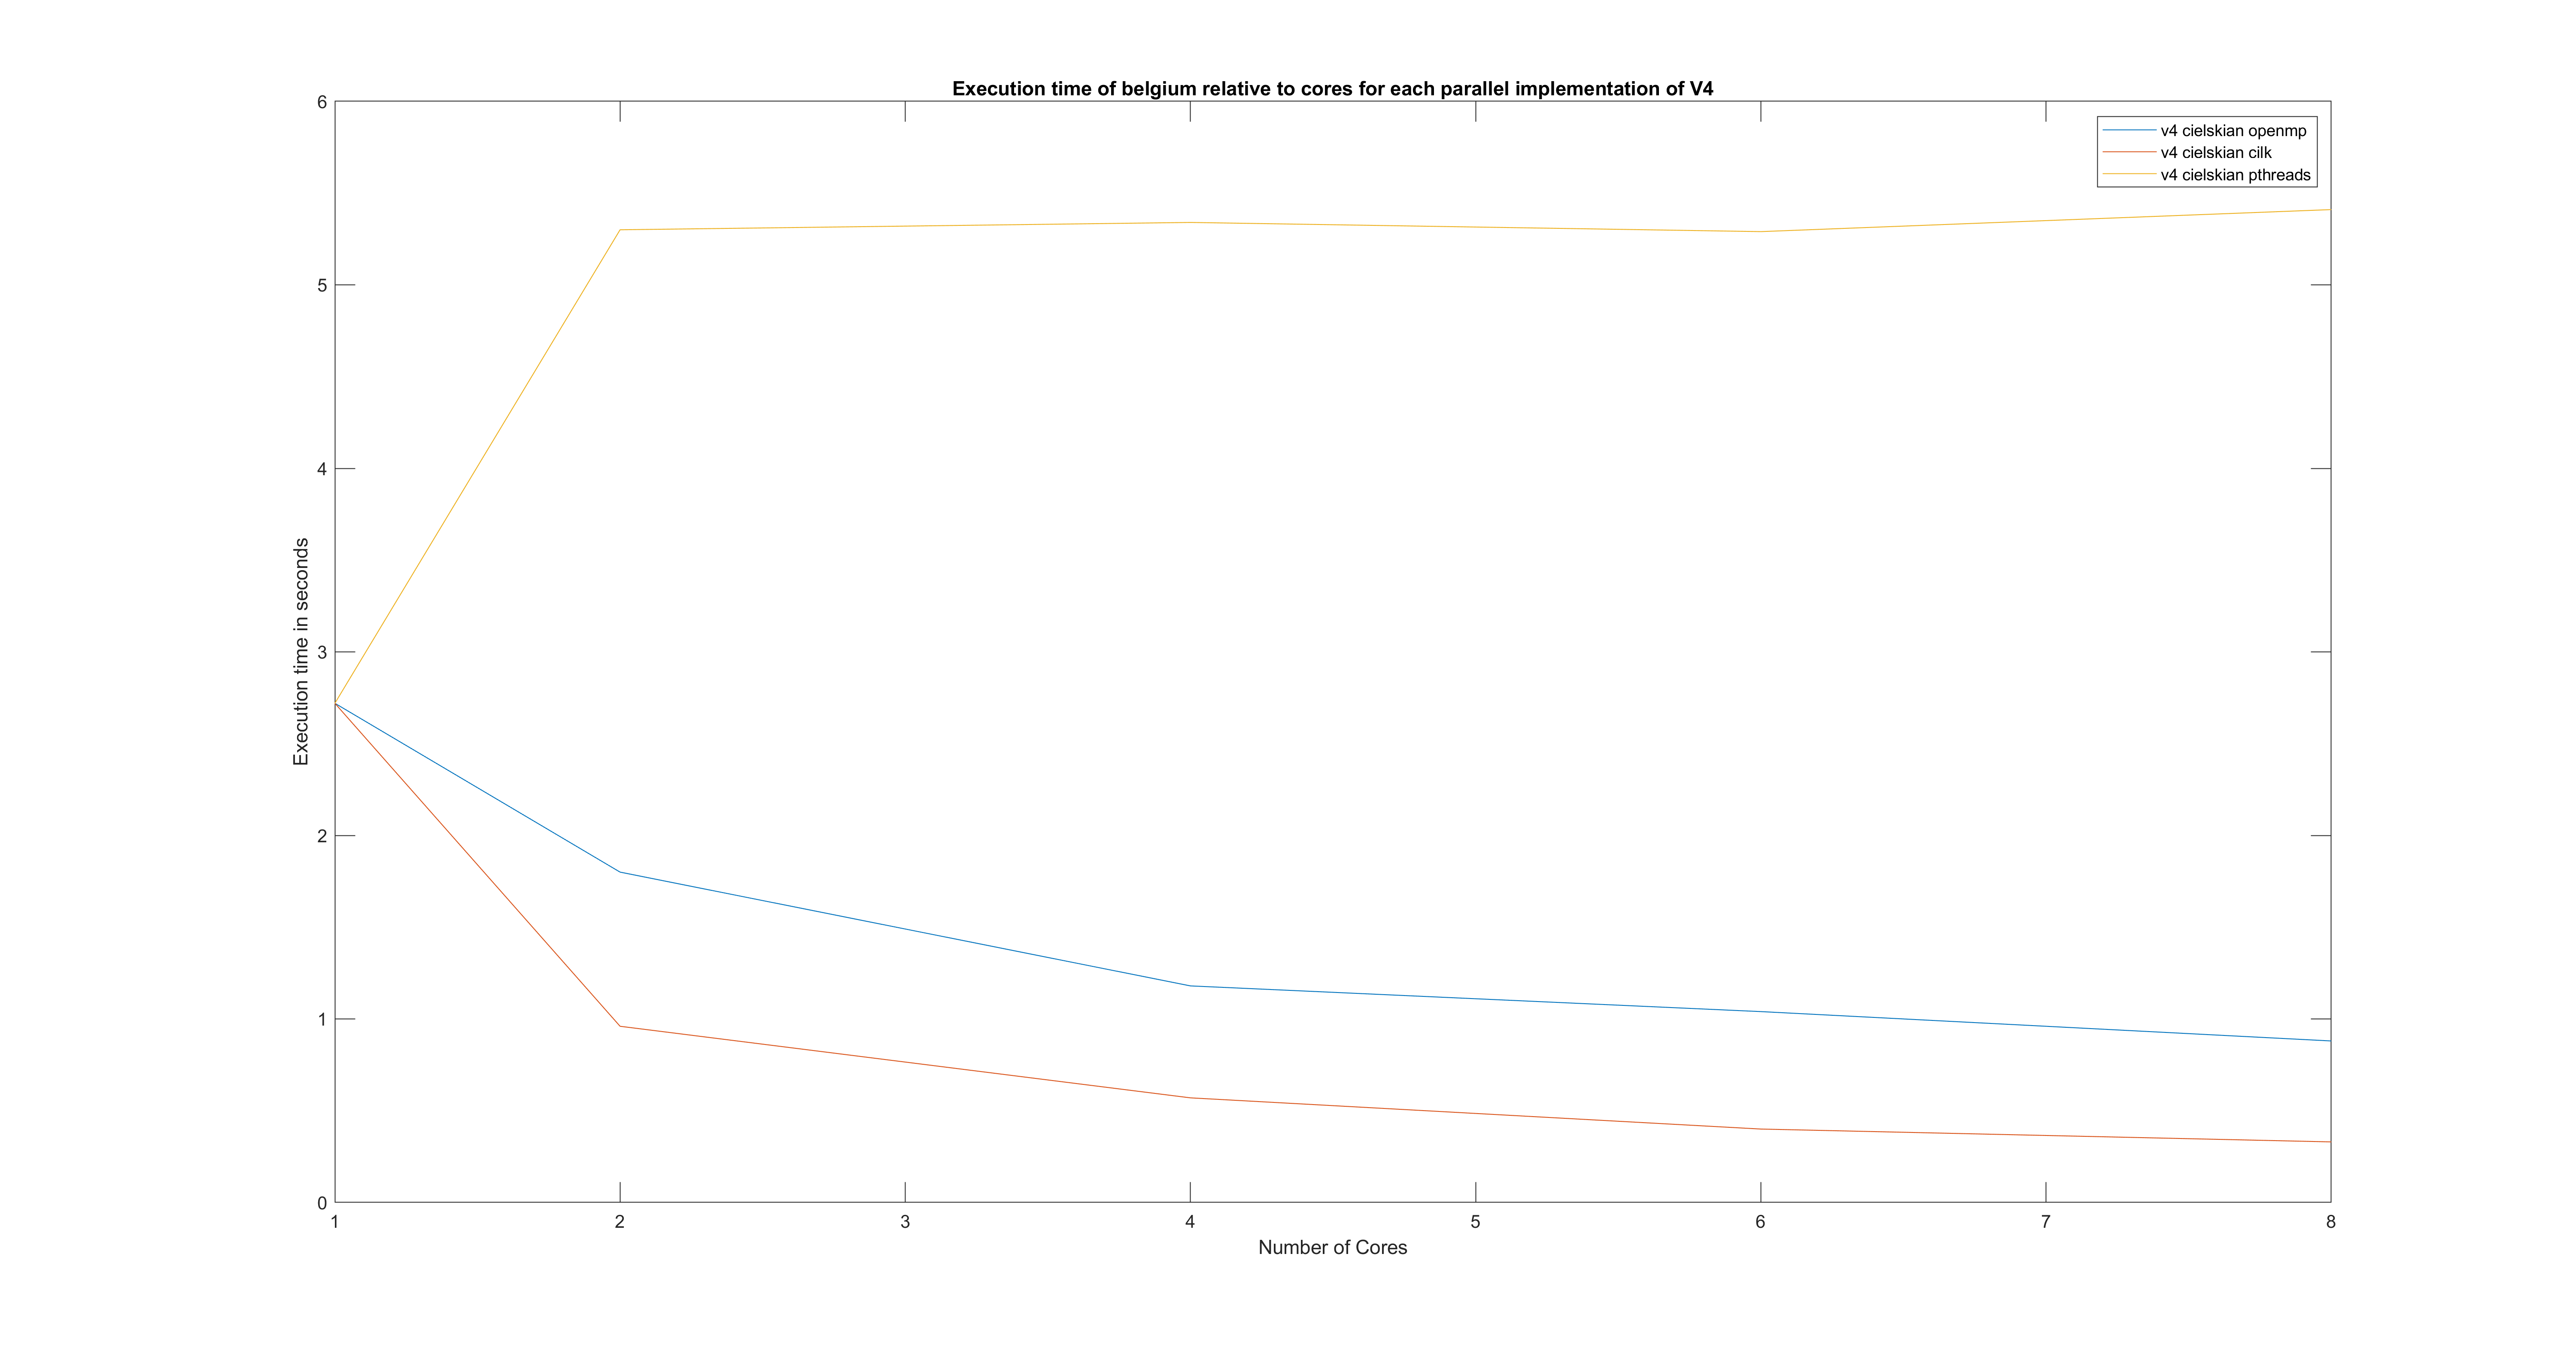 Execution time of belgium relative to cores for each parallel implementation of V4
6
5
4
3
2
1
0
Execution time in seconds
v4 cielskian openmp
v4 cielskian cilk
v4 cielskian pthreads
1 2 3 4 5 6 7 8
Number of Cores